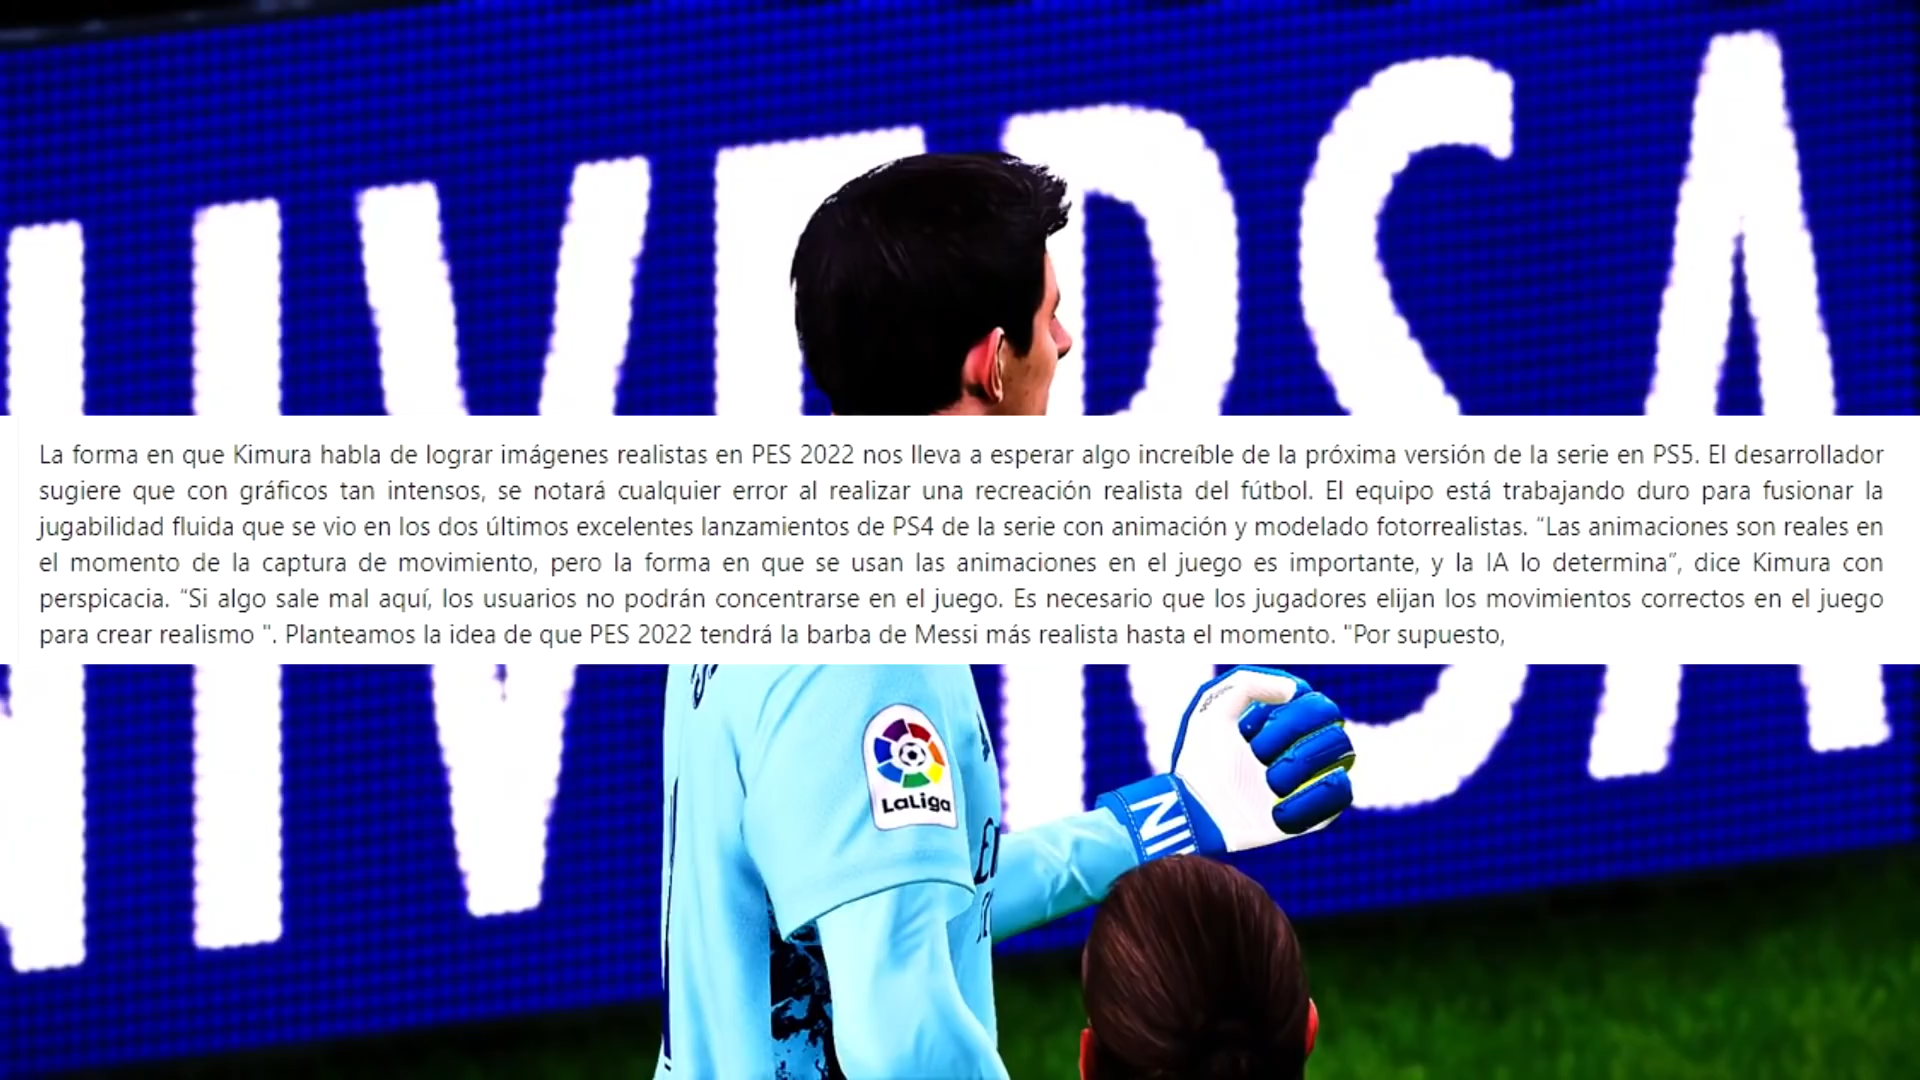 IVERSA
La forma en que Kimura habla de lograr imágenes realistas en PES 2022 nos lleva a esperar algo increíble de la próxima versión de la serie en PS5. El desarrollador
sugiere que con gráficos tan intensos, se notará cualquier error al realizar una recreación realista del fútbol. El equipo está trabajando duro para fusionar la
jugabilidad fluida que se vio en los dos últimos excelentes lanzamientos de PS4 de la serie con animación y modelado fotorrealistas. “Las animaciones son reales en
el momento de la captura de movimiento, pero la forma en que se usan las animaciones en el juego es importante, y la IA lo determina”, dice Kimura con
perspicacia. “Si algo sale mal aquí, los usuarios no podrán concentrarse en el juego. Es necesario que los jugadores elijan los movimientos correctos en el juego
para crear realismo ". Planteamos la idea de que PES 2022 tendrá la barba de Messi más realista hasta el momento. "Por supuesto,
LaLiga